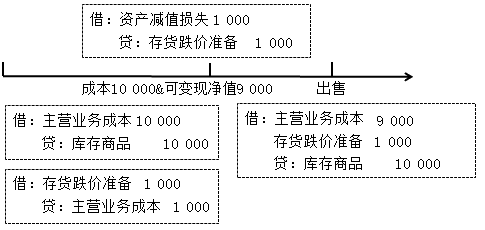 借：资产减值损失1 000
贷：存货跌价准备 1 000
成本10 000&可变现净值9 000 出售
借：主营业务成本10 000
贷：库存商品 10 000
借：存货跌价准备 1 000
贷：主营业务成本 1 000
借：主营业务成本 9 000
存货跌价准备 1 000
贷：库存商品 10 000